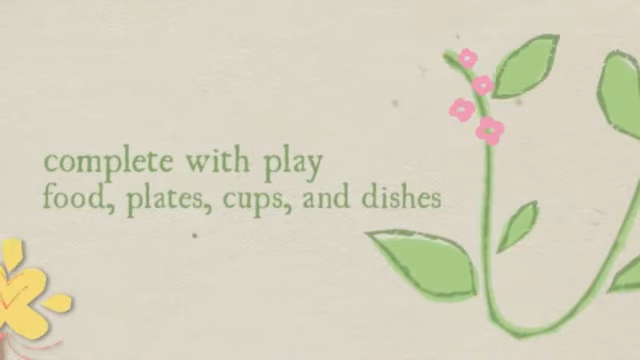 complete with play
food, plates, cups, and dishes